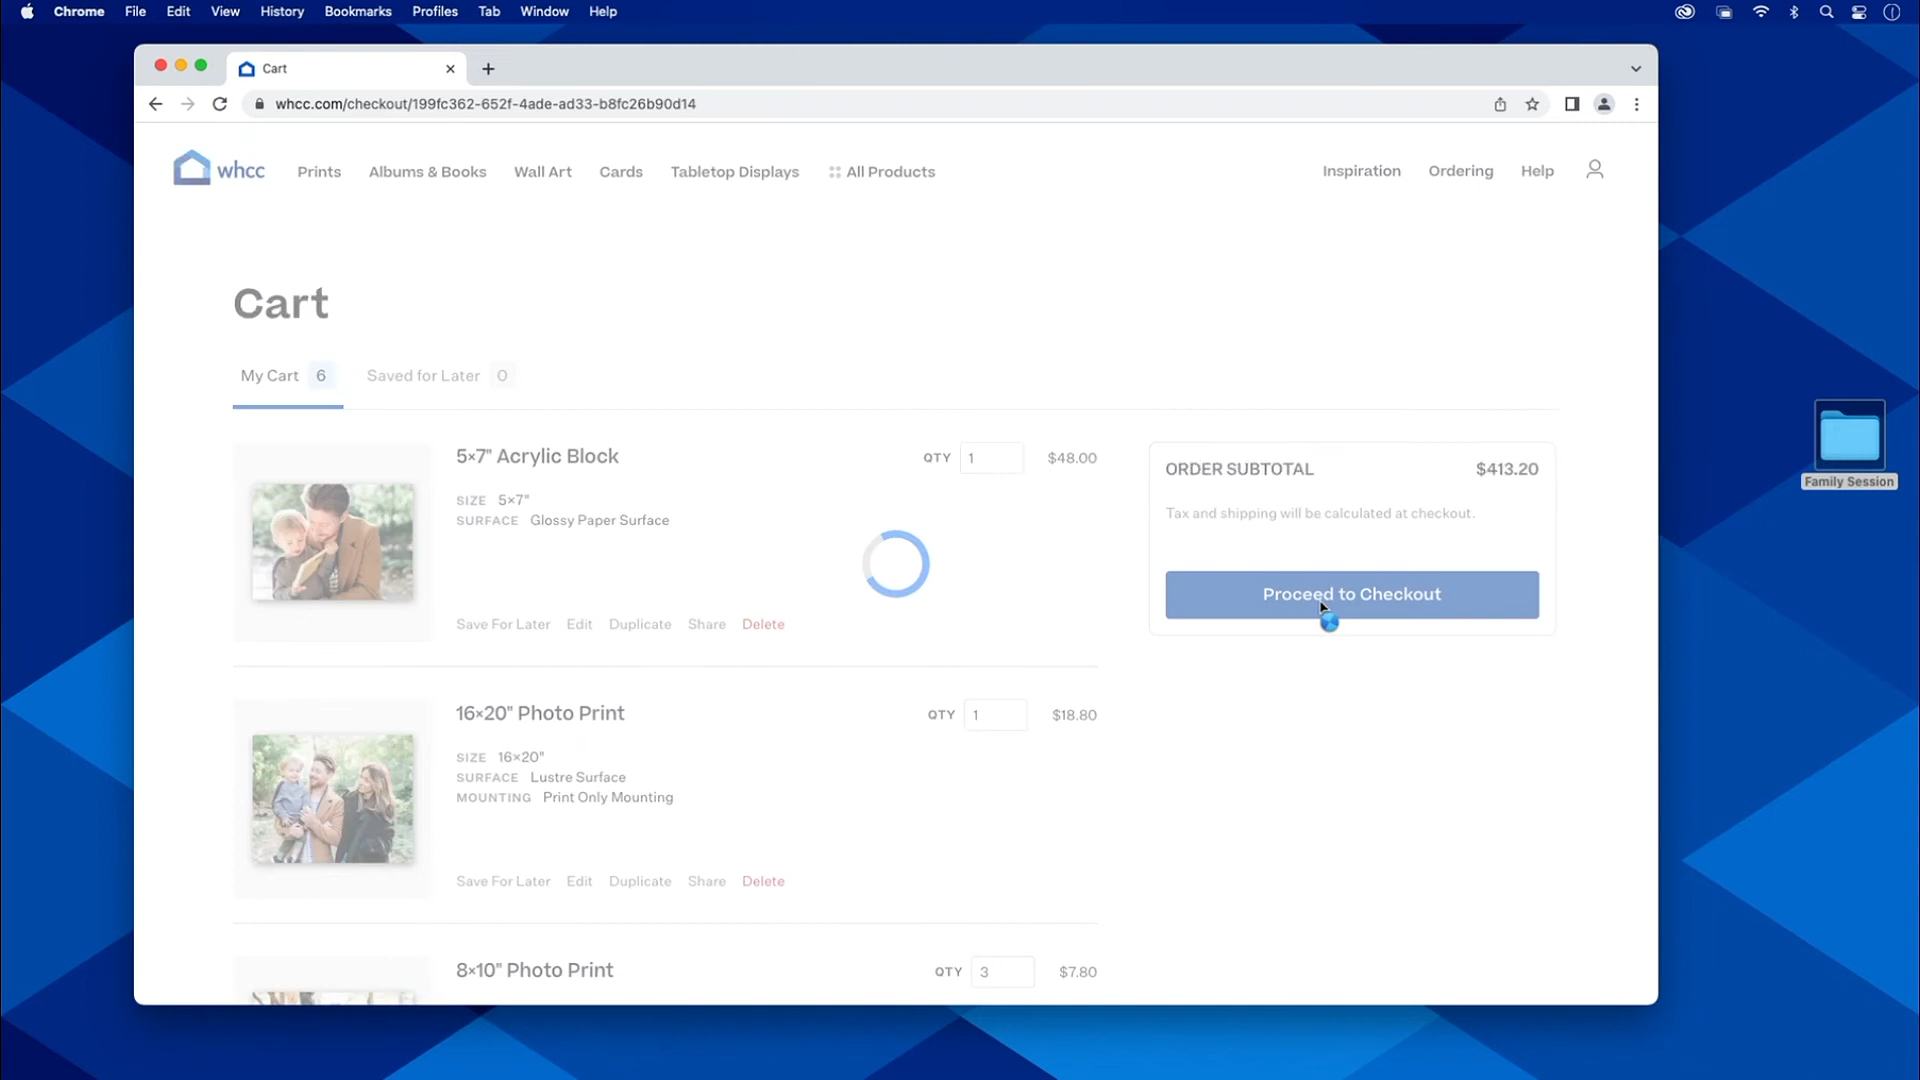 Chrome File Edit View History Bookmarks Profiles Tab Window Help
Cart
whcc.com/checkout/199fc362-652f-4ade-ad33-b8fc26b90d14
whcc Prints Albums & Books Wall Art Cards Tabletop Displays All Products Inspiration Ordering Help
Cart
My Cart 6 Saved for Later 0
5×7" Acrylic Block QTY 1 $48.00
SIZE 5×7"
SURFACE Glossy Paper Surface
Save For Later Edit Duplicate Share Delete
ORDER SUBTOTAL $413.20
Tax and shipping will be calculated at checkout.
Proceed to Checkout
16×20" Photo Print QTY 1 $18.80
SIZE 16×20"
SURFACE Lustre Surface
MOUNTING Print Only Mounting
Save For Later Edit Duplicate Share Delete
8×10" Photo Print QTY 3 $7.80
Family Session